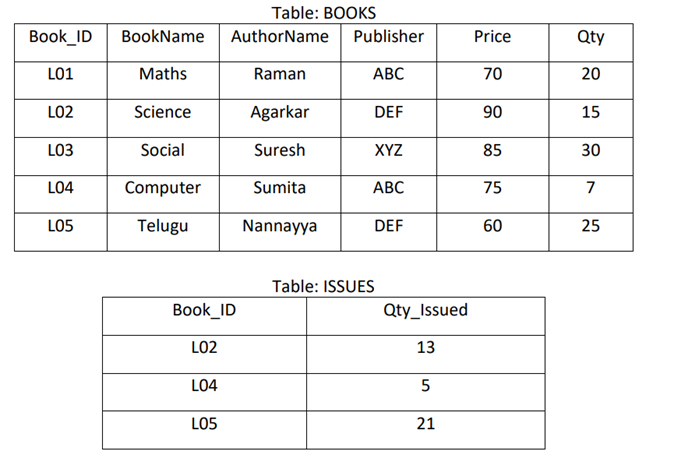 Table: BOOKS
Book_ID BookName AuthorName Publisher Price Qty
L01 Maths Raman ABC 70 20
L02 Science Agarkar DEF 90 15
L03 Social Suresh XYZ 85 30
L04 Computer Sumita ABC 75 7
L05 Telugu Nannayya DEF 60 25
Table: ISSUES
Book_ID Qty_Issued
L02 13
L04 5
L05 21